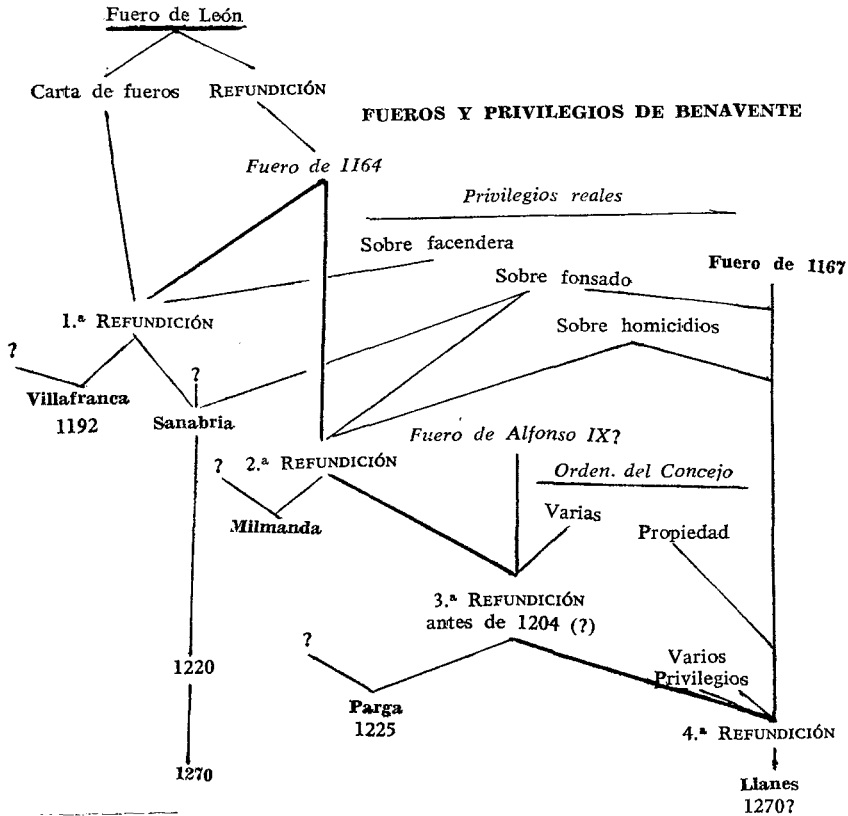 Fuero de León
Carta de fueros REFUNDICIÓN
FUEROS Y PRIVILEGIOS DE BENAVENTE
Fuero de 1164
Privilegios reales
Sobre facendera
Fuero de 1167
Sobre fonsado
1.ª REFUNDICIÓN
Sobre homicidios
?
?
Villafranca
1192
Sanabria
Fuero de Alfonso IX?
?
2.ª REFUNDICIÓN
Orden. del Concejo
Milmanda
Varias
Propiedad
3.ª REFUNDICIÓN
antes de 1204 (?)
?
1220
Varios
Privilegios
Parga
1225
4.ª REFUNDICIÓN
1270
Llanes
1270?